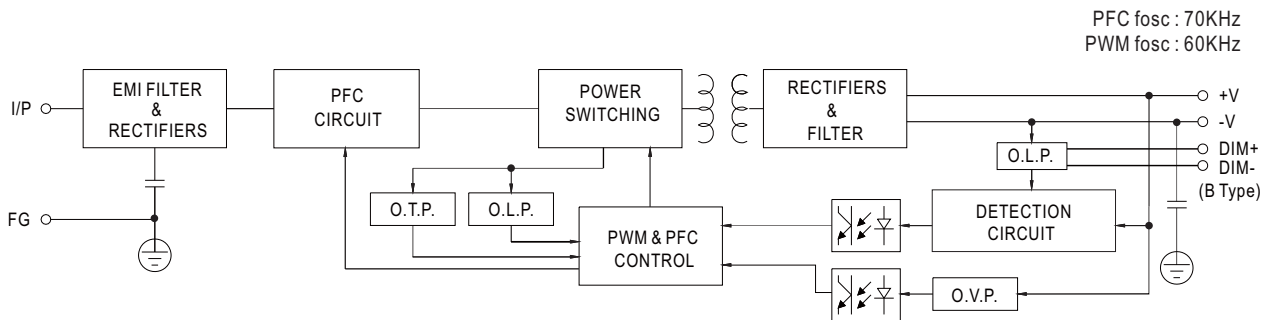 PFC fosc : 70KHz
PWM fosc : 60KHz
I/P
EMI FILTER
&
RECTIFIERS
PFC
CIRCUIT
POWER
SWITCHING
RECTIFIERS
&
FILTER
+V
-V
DIM+
DIM-
(B Type)
O.L.P.
FG
O.T.P.
O.L.P.
PWM & PFC
CONTROL
DETECTION
CIRCUIT
O.V.P.